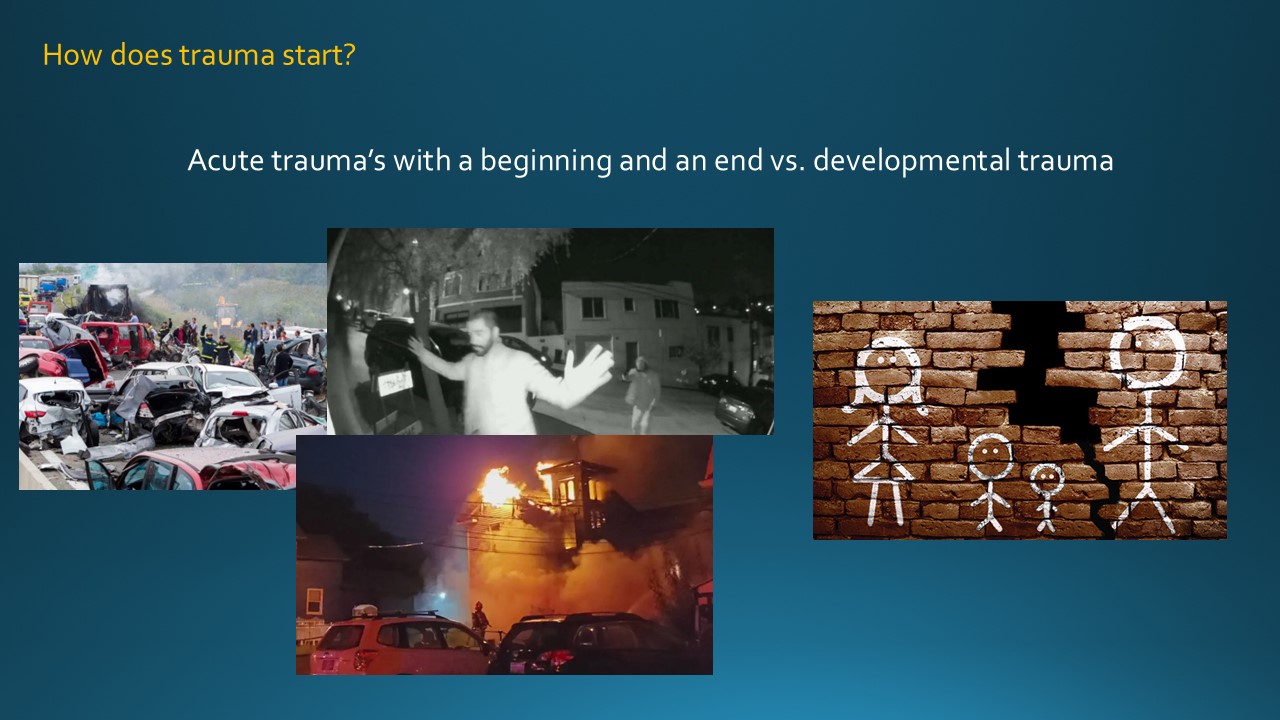 How does trauma start?
Acute trauma’s with a beginning and an end vs. developmental trauma